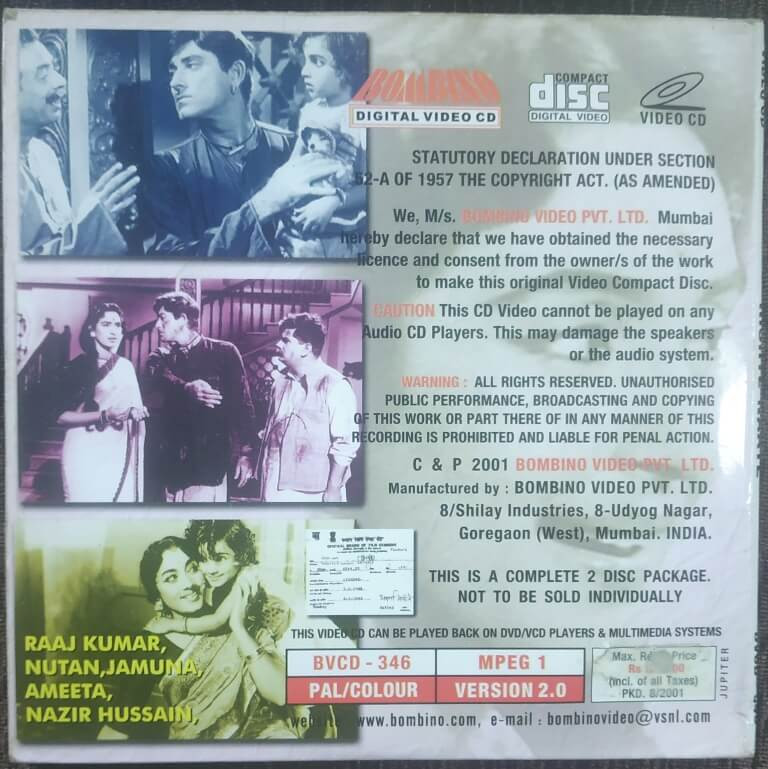 BOMBINO
DIGITAL VIDEO CD
COMPACT
disc
DIGITAL VIDEO
VIDEO CD
STATUTORY DECLARATION UNDER SECTION
52-A OF 1957 THE COPYRIGHT ACT. (AS AMENDED)
We, M/s. BOMBINO VIDEO PVT. LTD. Mumbai
hereby declare that we have obtained the necessary
licence and consent from the owner/s of the work
to make this original Video Compact Disc.
CAUTION This CD Video cannot be played on any
Audio CD Players. This may damage the speakers
or the audio system.
WARNING : ALL RIGHTS RESERVED. UNAUTHORISED
PUBLIC PERFORMANCE, BROADCASTING AND COPYING
OF THIS WORK OR PART THERE OF IN ANY MANNER OF THIS
RECORDING IS PROHIBITED AND LIABLE FOR PENAL ACTION.
C & P 2001 BOMBINO VIDEO PVT. LTD.
Manufactured by : BOMBINO VIDEO PVT. LTD.
8/Shilay Industries, 8-Udyog Nagar,
Goregaon (West), Mumbai. INDIA.
THIS IS A COMPLETE 2 DISC PACKAGE.
NOT TO BE SOLD INDIVIDUALLY
THIS VIDEO CD CAN BE PLAYED BACK ON DVD/VCD PLAYERS & MULTIMEDIA SYSTEMS
RAAJ KUMAR,
NUTAN,JAMUNA,
AMEETA,
NAZIR HUSSAIN,
BVCD - 346
MPEG 1
PAL/COLOUR
VERSION 2.0
Max. Price
Rs
(incl. of all Taxes)
PKD. 8/2001
JUPITER
website : www.bombino.com, e-mail : bombinovideo@vsnl.com